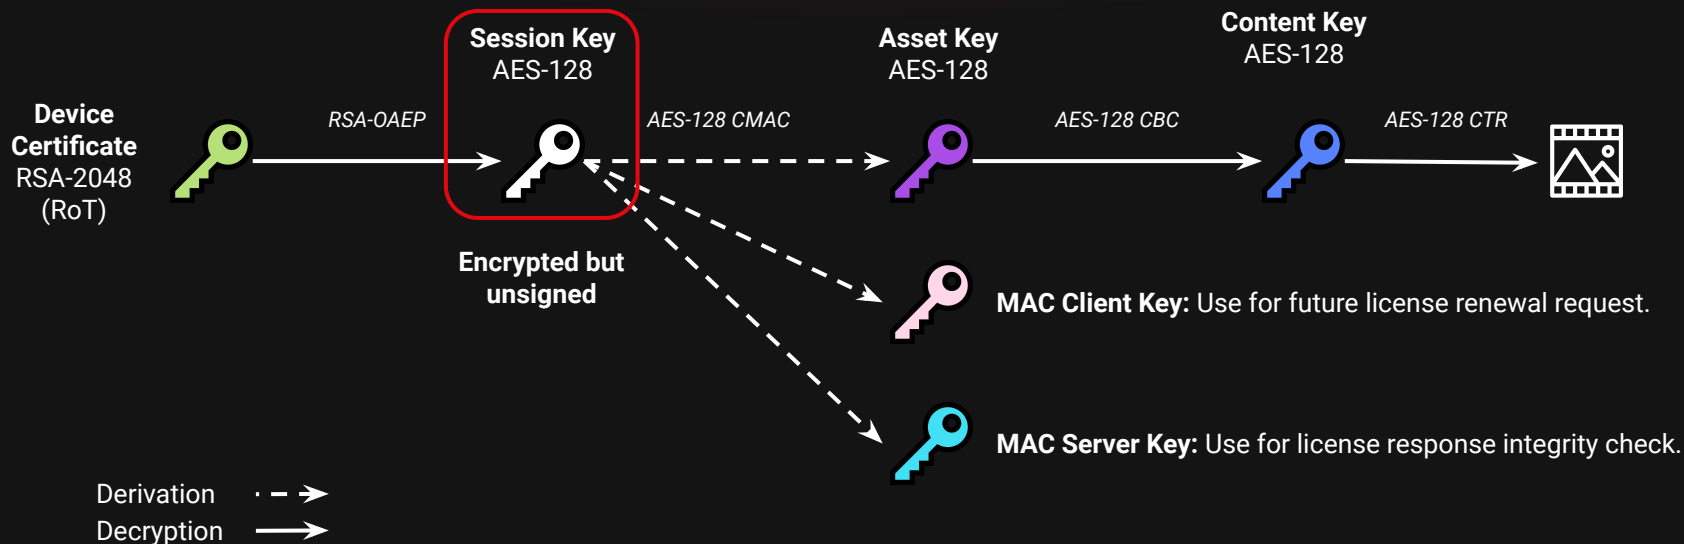 Device
Certificate
RSA-2048
(RoT)
RSA-OAEP
Session Key
AES-128
Encrypted but
unsigned
AES-128 CMAC
Asset Key
AES-128
AES-128 CBC
Content Key
AES-128
AES-128 CTR
MAC Client Key: Use for future license renewal request.
MAC Server Key: Use for license response integrity check.
Derivation
Decryption